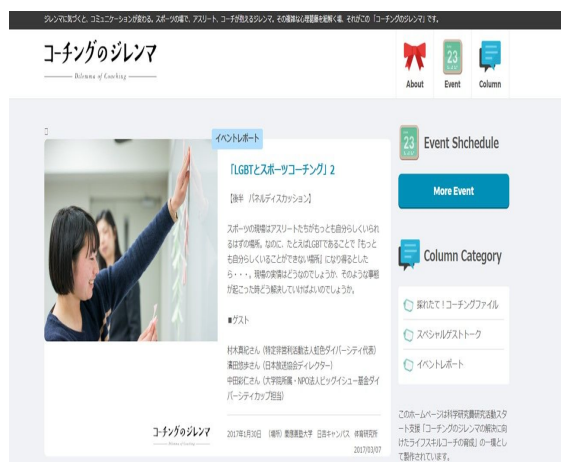 ジレンマに気づくと、コミュニケーションが変わる。スポーツの場で、アスリート、コーチが抱えるジレンマ。その複雑な心理葛藤を紐解く場、それがこの「コーチングのジレンマ」です。
コーチングのジレンマ
Dilemma of Coaching
23
About
Event
Column
イベントレポート
「LGBTとスポーツコーチング」2
【後半 パネルディスカッション】
スポーツの現場はアスリートたちがもっとも自分らしくいられ
るはずの場所。なのに、たとえばLGBTであることで「もっと
も自分らしくいることができない場所」になり得るとした
ら・・・。現場の実情はどうなのでしょうか、そのような事態
が起こった時どう解決していけばよいのでしょうか。
■ゲスト
村木真紀さん（特定非営利活動法人虹色ダイバーシティ代表）
濱田悠歩さん（日本放送協会ディレクター）
中田彩仁さん（大学院所属・NPO法人ビッグイシュー基金ダイ
バーシティカップ担当）
コーチングのジレンマ
2017年1月30日 （場所）慶應義塾大学 日吉キャンパス 体育研究所
2017/03/07
23
Event Shchedule
More Event
Column Category
採れたて！コーチングファイル
スペシャルゲストトーク
イベントレポート
このホームページは科学研究費研究活動スタ
ート支援「コーチングのジレンマの解決に向
けたライフスキルコーチの育成」の一環とし
て製作されています。